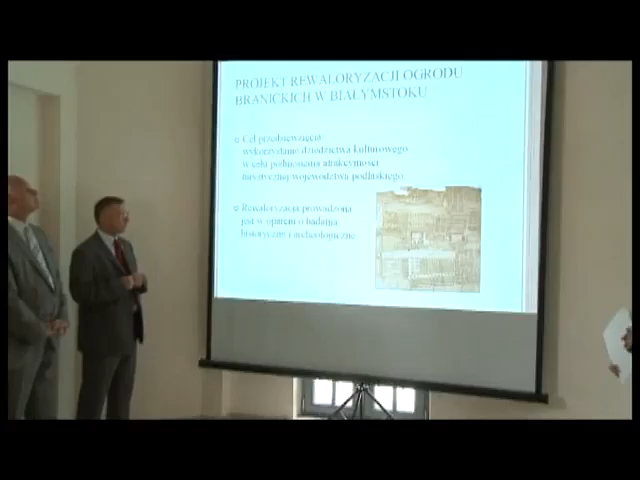 PROJEKT REWALORYZACJI OGRODU
BRANICKICH W BIAŁYMSTOKU
Cel przedsięwzięcia:
wykorzystanie dziedzictwa kulturowego
w celu podniesienia atrakcyjności
turystycznej województwa podlaskiego
Rewaloryzacja prowadzona
jest w oparciu o badania
historyczne i archeologiczne